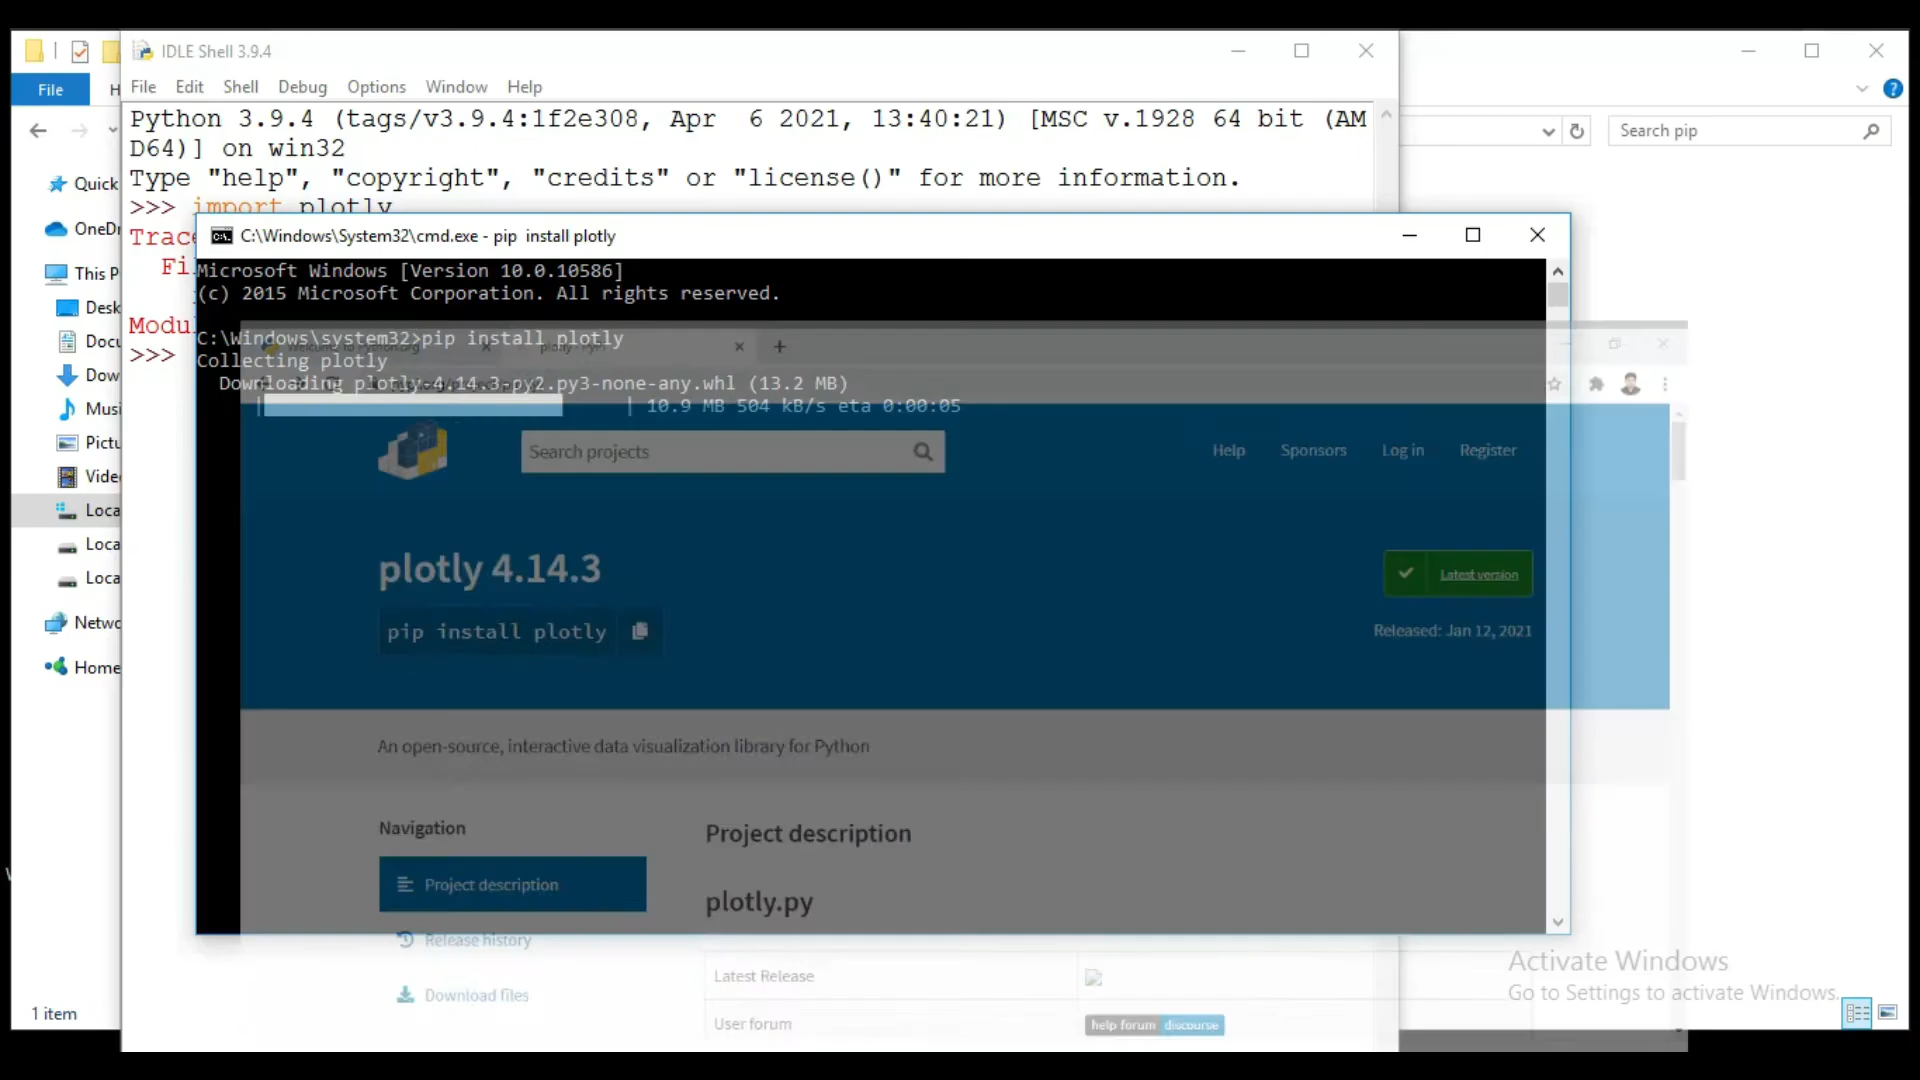 IDLE Shell 3.9.4
File
File Edit Shell Debug Options Window Help
Python 3.9.4 (tags/v3.9.4:1f2e308, Apr  6 2021, 13:40:21) [MSC v.1928 64 bit (AM
D64)] on win32
Type "help", "copyright", "credits" or "license()" for more information.
>>> import plotly
Search pip
Quick
OneDr
This P
Desk
Docu
Dow
Musi
Pictu
Vide
Loca
Loca
Loca
Netwo
Home
1 item
Trace
Fi
Modu
>>>
C:\Windows\System32\cmd.exe - pip  install plotly
Microsoft Windows [Version 10.0.10586]
(c) 2015 Microsoft Corporation. All rights reserved.
C:\Windows\system32>pip install plotly
Collecting plotly
Downloading plotly-4.14.3-py2.py3-none-any.whl (13.2 MB)
| 10.9 MB 504 kB/s eta 0:00:05
Search projects
Help Sponsors Log in Register
plotly 4.14.3
Latest version
pip install plotly
Released: Jan 12, 2021
An open-source, interactive data visualization library for Python
Navigation
Project description
Release history
Download files
Project description
plotly.py
Latest Release
User forum
help forum discourse
Activate Windows
Go to Settings to activate Windows.